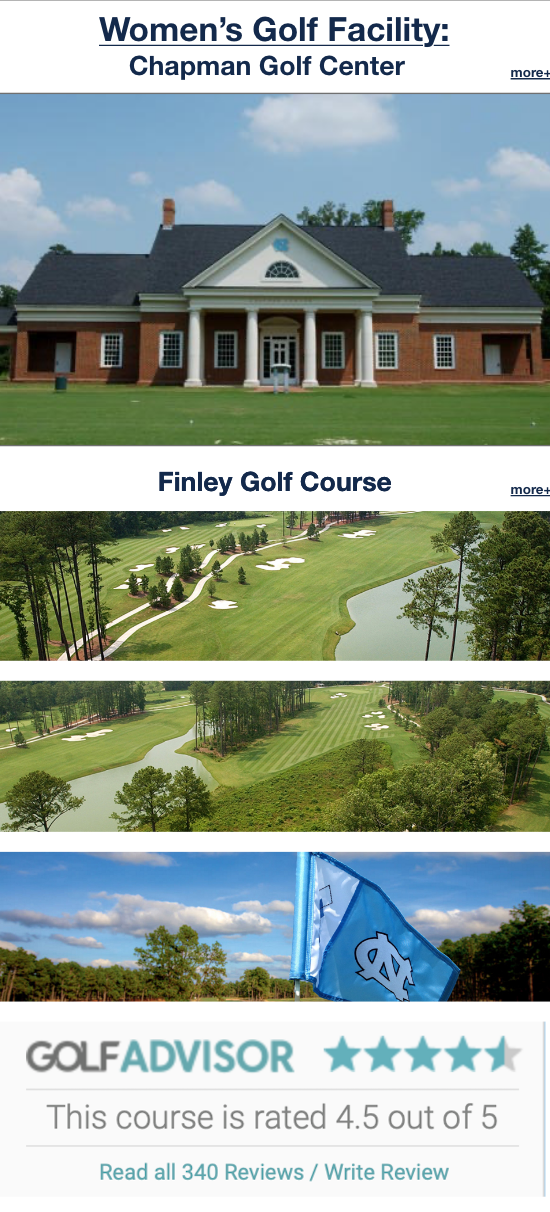 Women’s Golf Facility:
Chapman Golf Center
more+
Finley Golf Course
more+
NC
GOLFADVISOR
This course is rated 4.5 out of 5
Read all 340 Reviews / Write Review